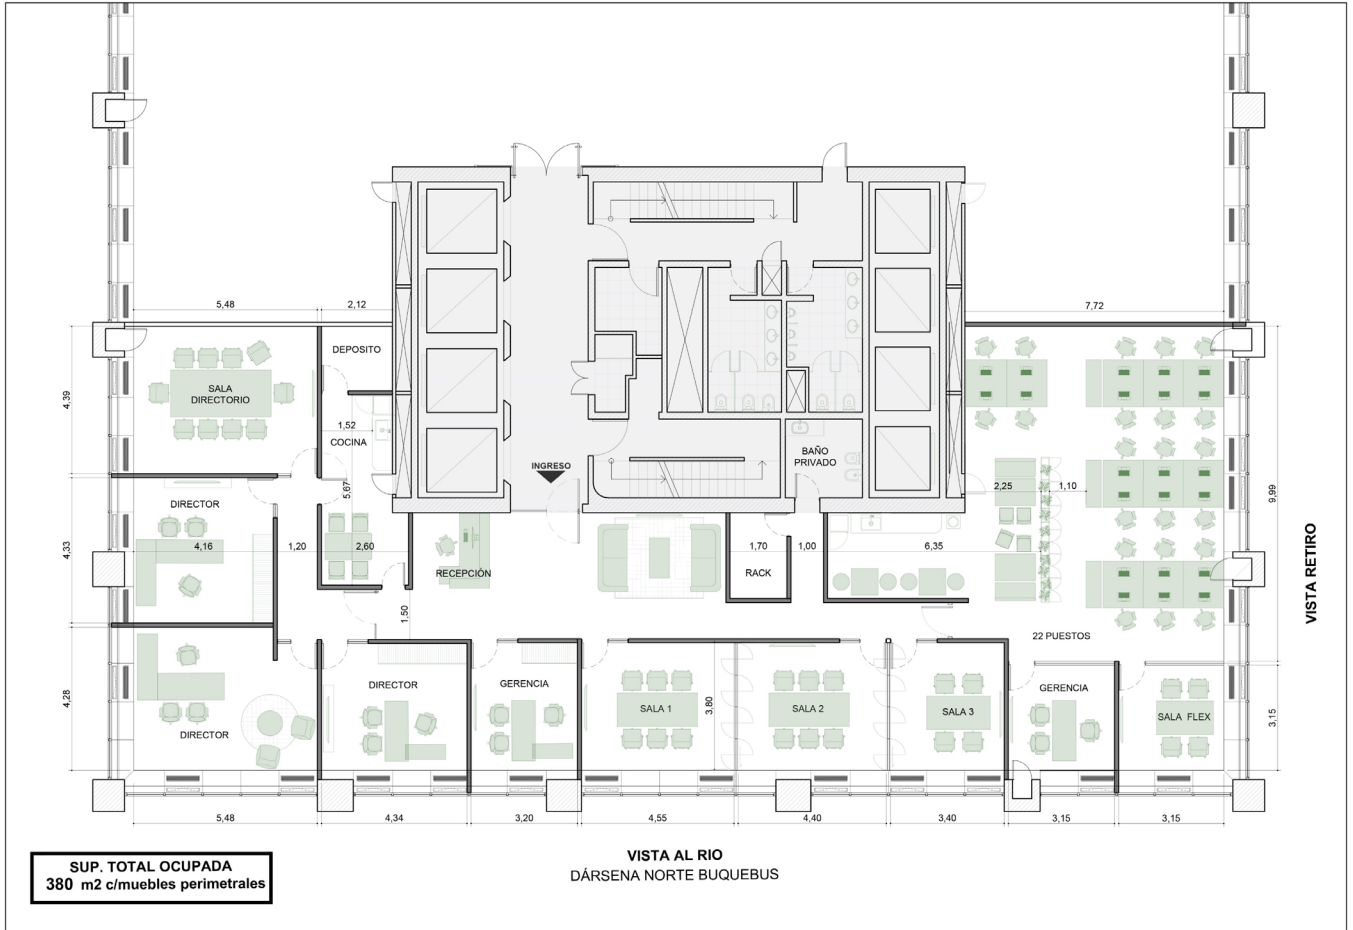 5,48
2,12
7,72
DEPOSITO
SALA
DIRECTORIO
4,39
1,52
COCINA
BAÑO
PRIVADO
INGRESO
5,67
2,25
1,10
9,99
DIRECTOR
4,33
4,16
1,20
2,60
RECEPCIÓN
1,70
RACK
1,00
6,35
VISTA RETIRO
1,50
22 PUESTOS
4,28
DIRECTOR
DIRECTOR
GERENCIA
SALA 1
3,80
SALA 2
SALA 3
GERENCIA
SALA FLEX
3,15
5,48
4,34
3,20
4,55
4,40
3,40
3,15
3,15
SUP. TOTAL OCUPADA
380 m2 c/muebles perimetrales
VISTA AL RIO
DÁRSENA NORTE BUQUEBUS